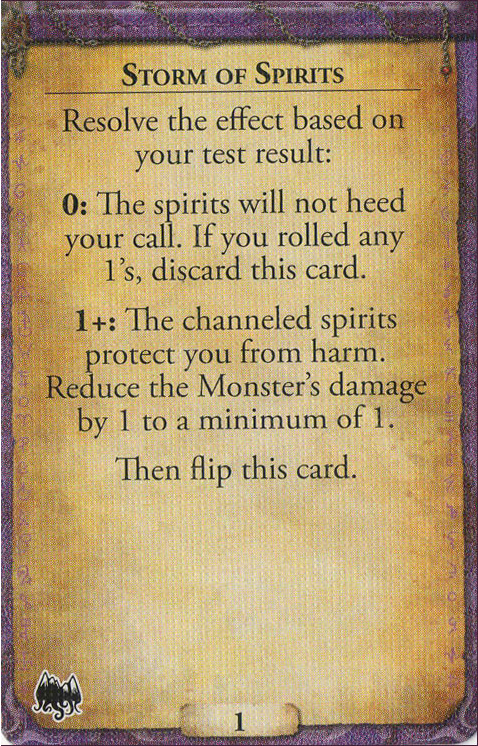 STORM OF SPIRITS
Resolve the effect based on
your test result:
0: The spirits will not heed
your call. If you rolled any
1's, discard this card.
1+: The channeled spirits
protect you from harm.
Reduce the Monster's damage
by 1 to a minimum of 1.
Then flip this card.
1